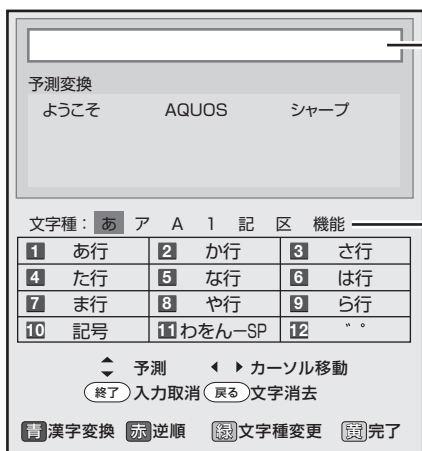 予測変換
ようこそ AQUOS シャープ
文字種： あ ア A 1 記 区 機能
1 あ行 2 か行 3 さ行
4 た行 5 な行 6 は行
7 ま行 8 や行 9 ら行
10 記号 11 わをんーSP 12 ゛゜
予測 カーソル移動
終了 入力取消 戻る 文字消去
青 漢字変換 赤 逆順 緑 文字種変更 黄 完了